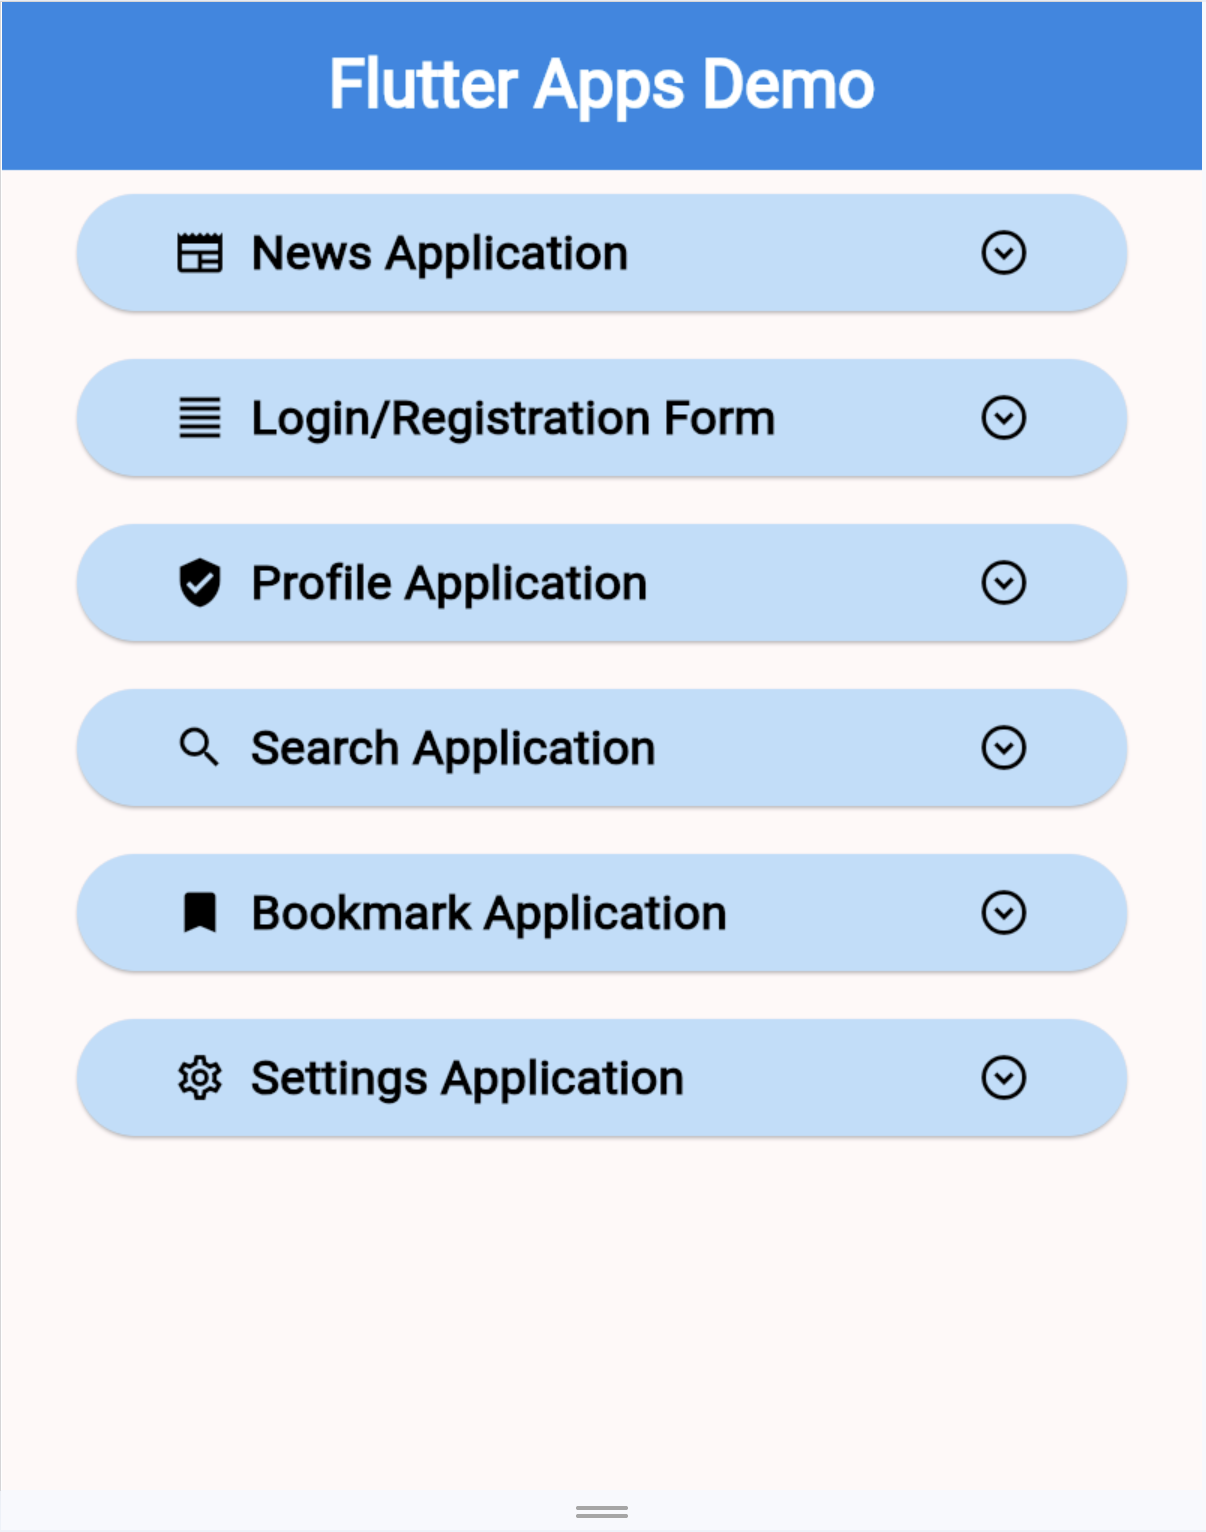 Flutter Apps Demo
News Application
Login/Registration Form
Profile Application
Search Application
Bookmark Application
Settings Application